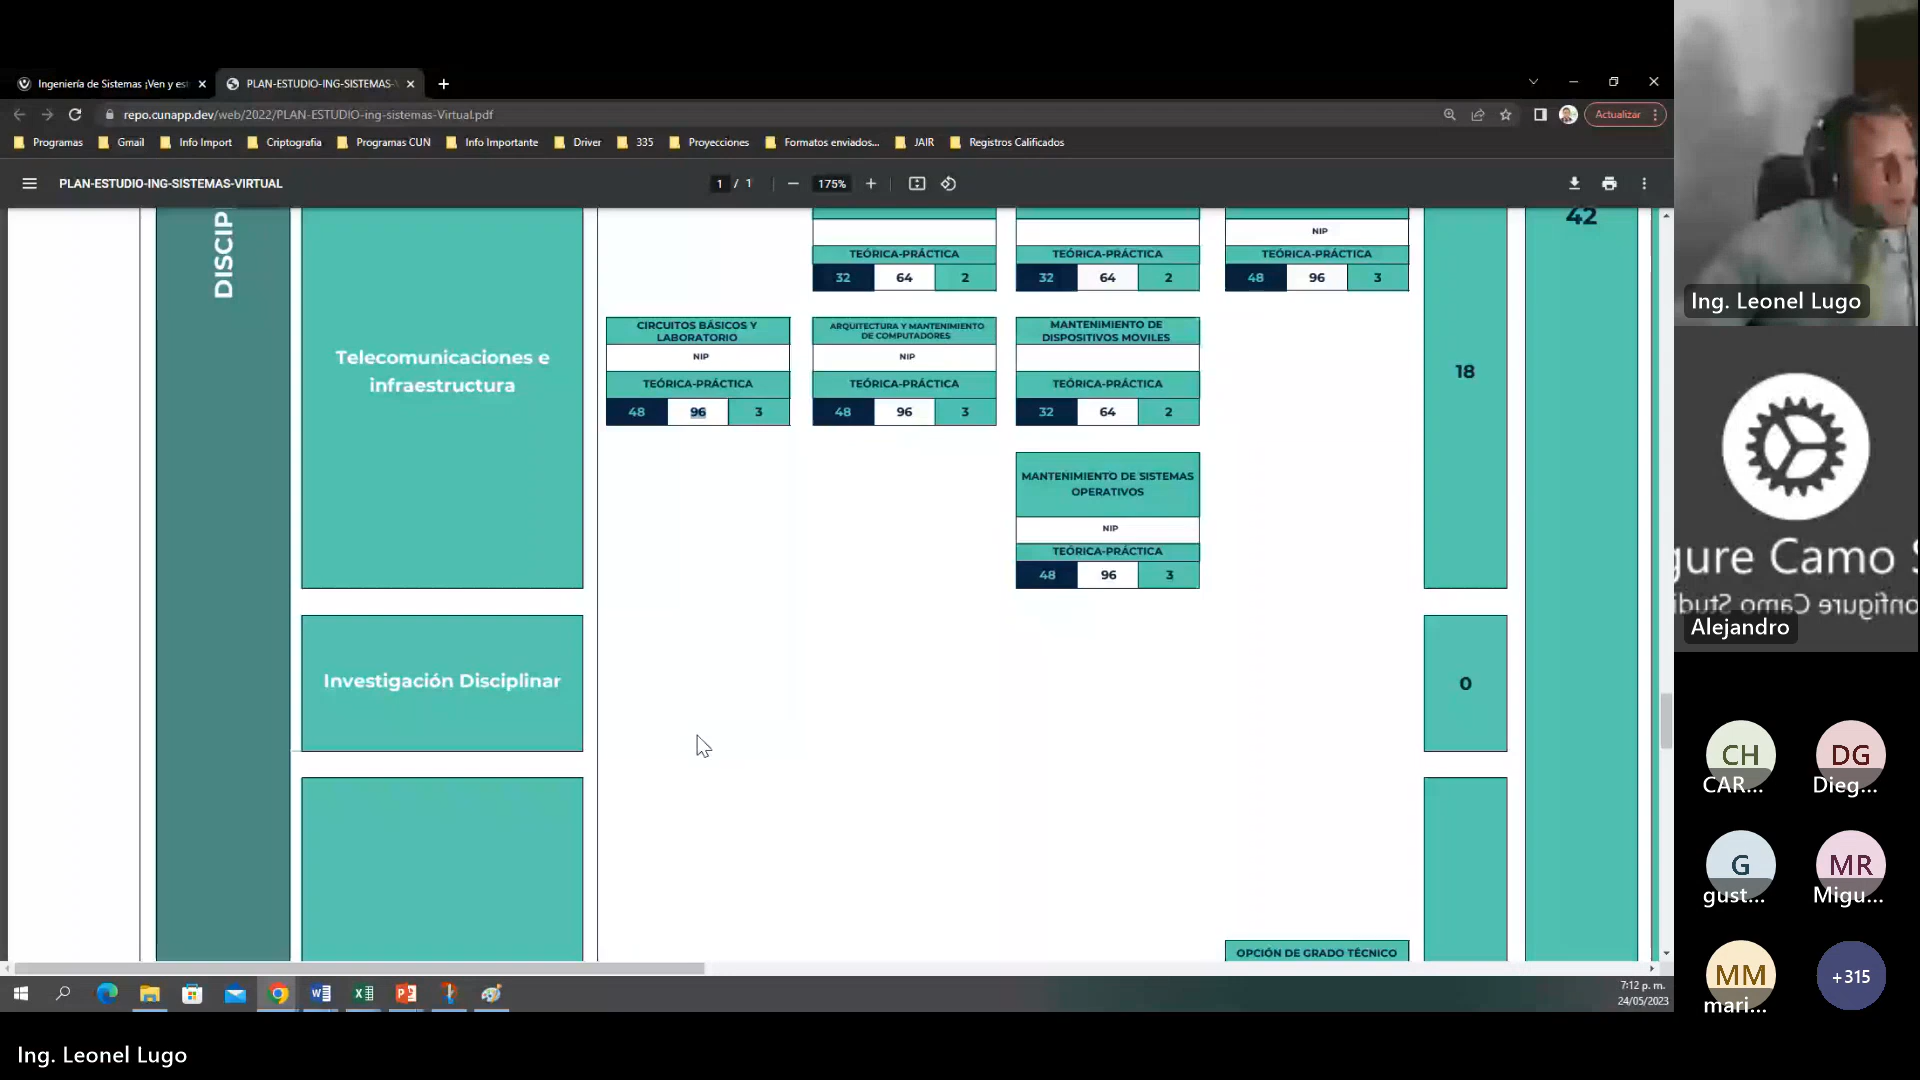 Ingeniería de Sistemas ¡Ven y es
PLAN-ESTUDIO-ING-SISTEMAS-
repo.cunapp.dev/web/2022/PLAN-ESTUDIO-ing-sistemas-Virtual.pdf
Actualizar
Programas
Gmail
Info Import
Criptografia
Programas CUN
Info Importante
Driver
335
Proyecciones
Formatos enviados...
JAIR
Registros Calificados
PLAN-ESTUDIO-ING-SISTEMAS-VIRTUAL
1 / 1
175%
DISCIP
42
NIP
TEÓRICA-PRÁCTICA
TEÓRICA-PRÁCTICA
TEÓRICA-PRÁCTICA
32 64 2
32 64 2
48 96 3
Telecomunicaciones e
infraestructura
CIRCUITOS BÁSICOS Y
LABORATORIO
NIP
TEÓRICA-PRÁCTICA
48 96 3
ARQUITECTURA Y MANTENIMIENTO
DE COMPUTADORES
NIP
TEÓRICA-PRÁCTICA
48 96 3
MANTENIMIENTO DE
DISPOSITIVOS MOVILES
TEÓRICA-PRÁCTICA
32 64 2
18
MANTENIMIENTO DE SISTEMAS
OPERATIVOS
NIP
TEÓRICA-PRÁCTICA
48 96 3
Investigación Disciplinar
0
OPCIÓN DE GRADO TÉCNICO
7:12 p. m.
24/05/2023
Ing. Leonel Lugo
gure Camo S
onfigure Camo Studi
Alejandro
CH
CAR...
DG
Dieg...
G
gust...
MR
Migu...
MM
mari...
+315
Ing. Leonel Lugo